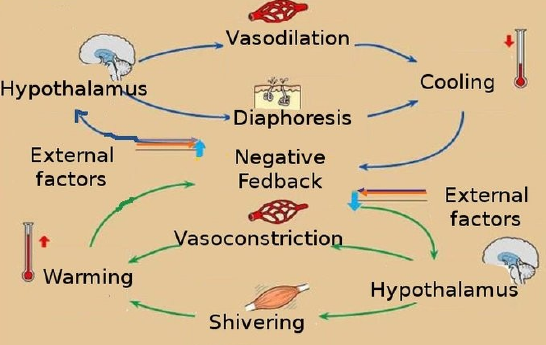 Vasodilation
Cooling
Hypothalamus
Diaphoresis
External
factors
Negative
Fedback
External
factors
Vasoconstriction
Warming
Hypothalamus
Shivering